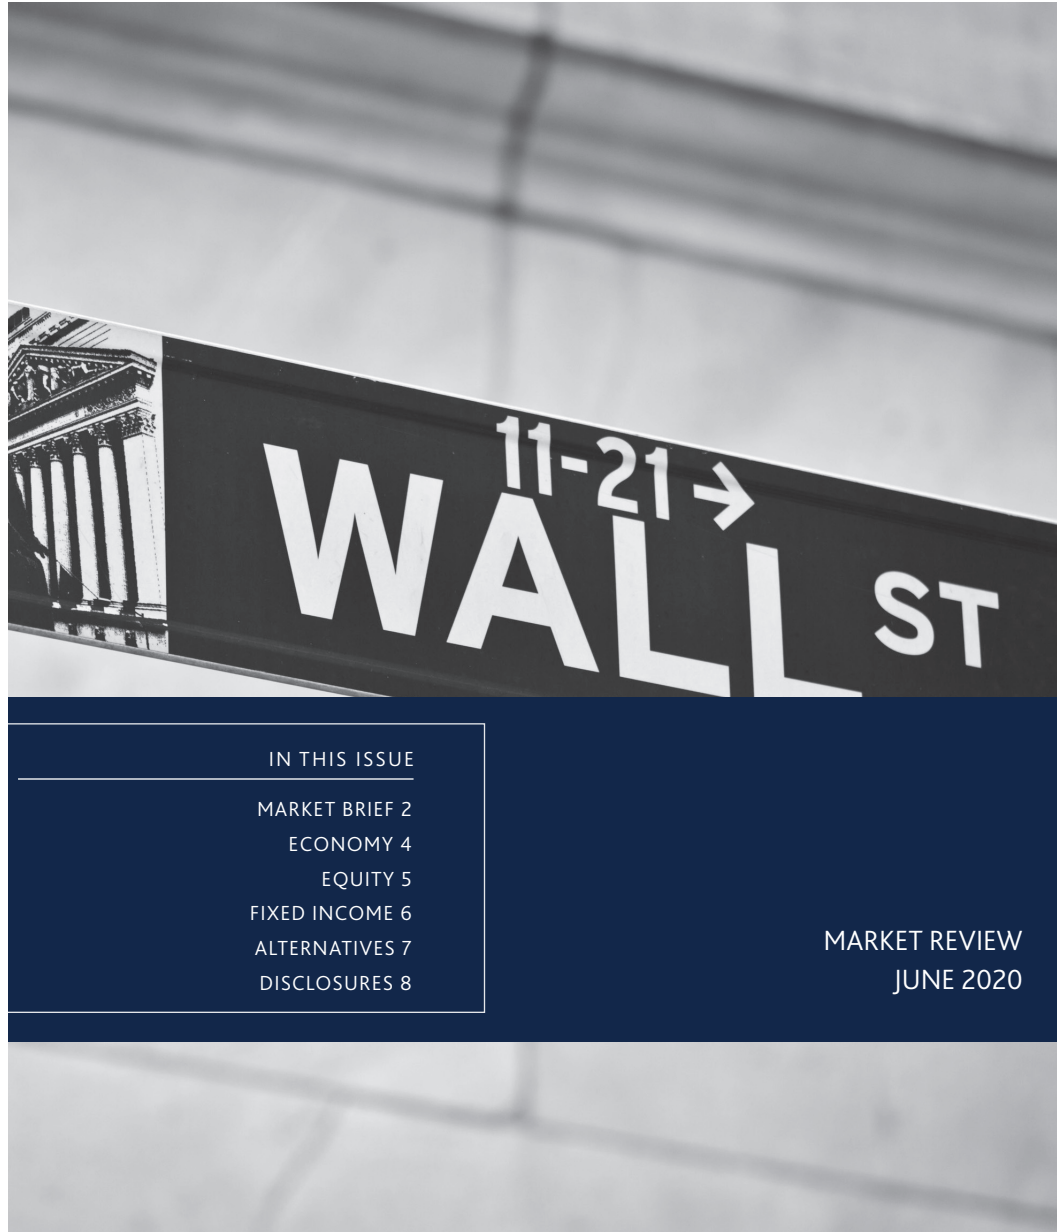 11-21→
WALL ST
IN THIS ISSUE
MARKET BRIEF 2
ECONOMY 4
EQUITY 5
FIXED INCOME 6
ALTERNATIVES 7
DISCLOSURES 8
MARKET REVIEW
JUNE 2020